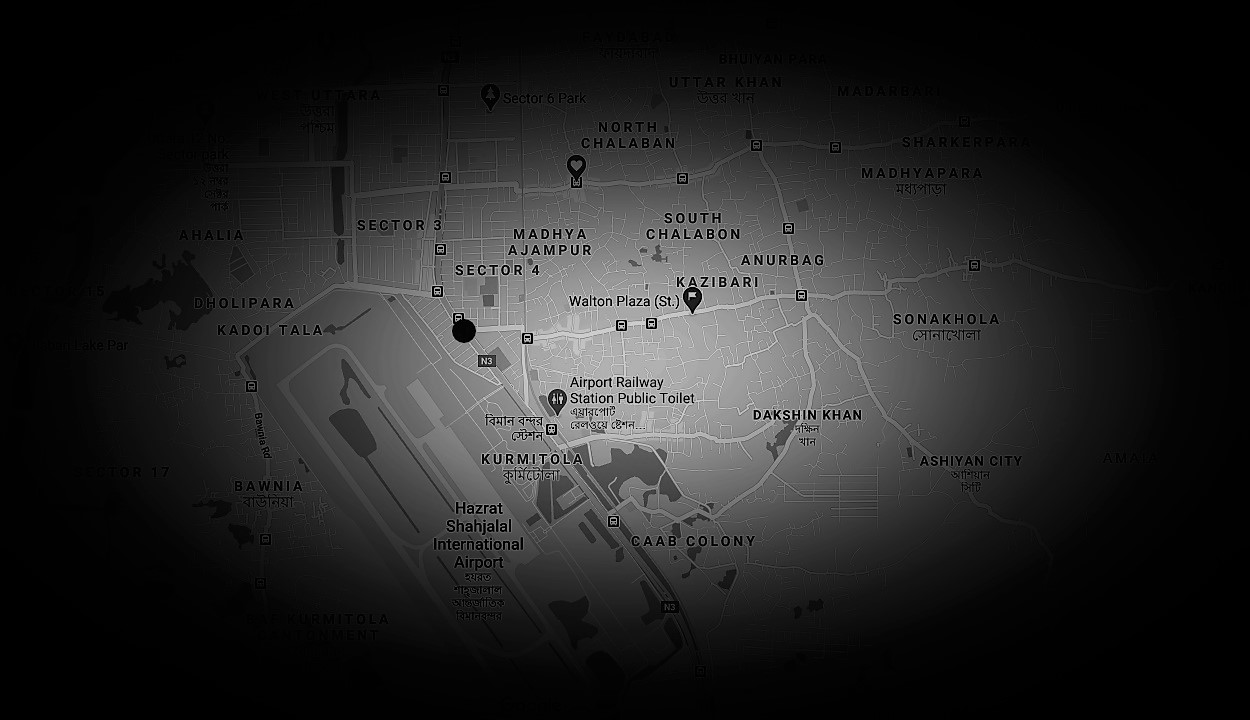 BHUIYAN PARA
UTTAR KHAN
উত্তর খান
MADARBARI
WEST UTTARA
উত্তরা
পশ্চিম
Sector 6 Park
NORTH
CHALABAN
SHARKERPARA
MADHYAPARA
মধ্যপাড়া
SECTOR 3
SOUTH
CHALABON
AHALIA
MADHYA
AJAMPUR
ANURBAG
SECTOR 4
KAZIBARI
DHOLIPARA
Walton Plaza (St.)
KADOI TALA
SONAKHOLA
সোনাখোলা
N3
Airport Railway
Station Public Toilet
এয়ারপোর্ট
রেলওয়ে ষ্টেশন...
বিমান বন্দর
স্টেশন
Bawnia Rd
DAKSHIN KHAN
দক্ষিন
খান
KURMITOLA
কুর্মিটোলা
ASHIYAN CITY
আশিয়ান
সিটি
SECTOR 17
BAWNIA
বাউনিয়া
Hazrat
Shahjalal
International
Airport
হযরত
শাহজালাল
আন্তর্জাতিক
বিমানবন্দর
CAAB COLONY
N3
KURMITOLA
CANTONMENT